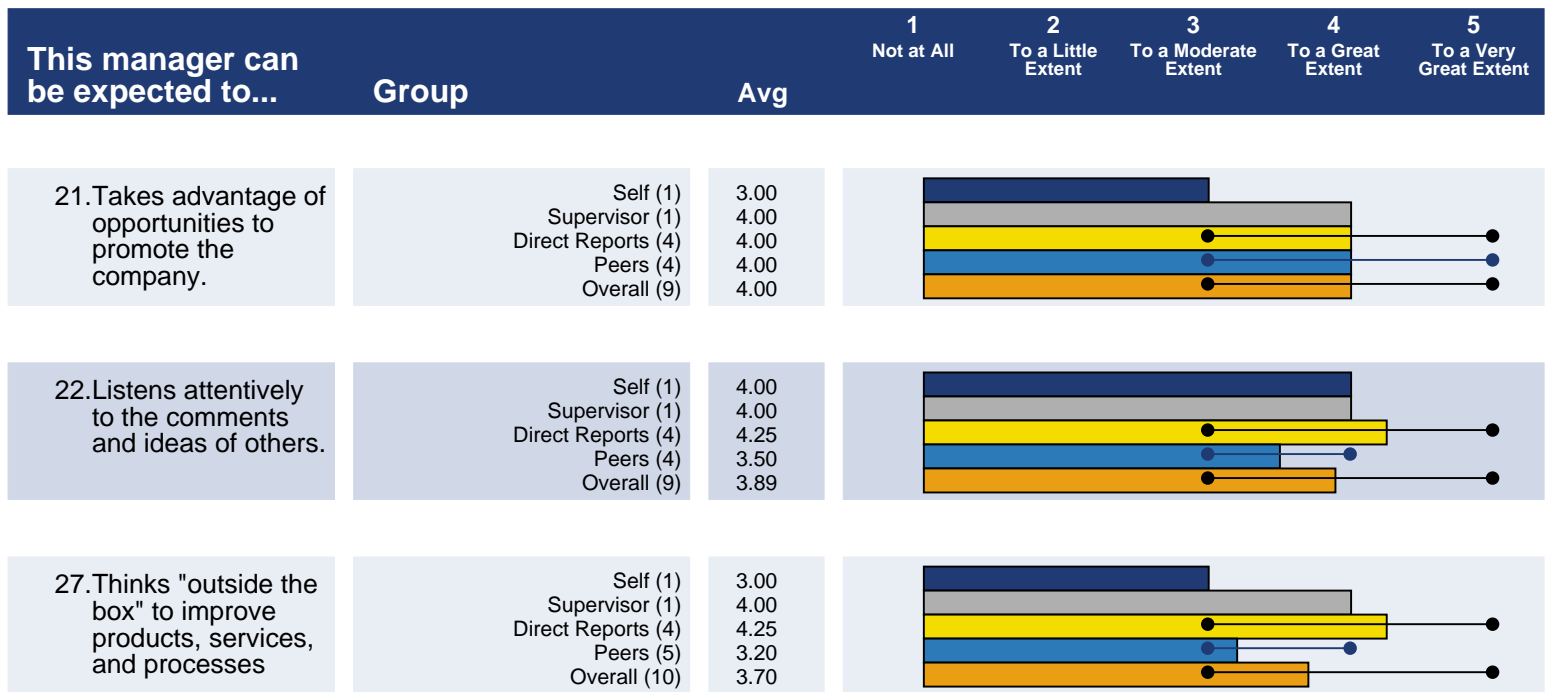 This manager can
be expected to...
Group
Avg
1
Not at All
2
To a Little
Extent
3
To a Moderate
Extent
4
To a Great
Extent
5
To a Very
Great Extent
21.Takes advantage of
opportunities to
promote the
company.
Self (1) 3.00
Supervisor (1) 4.00
Direct Reports (4) 4.00
Peers (4) 4.00
Overall (9) 4.00
22.Listens attentively
to the comments
and ideas of others.
Self (1) 4.00
Supervisor (1) 4.00
Direct Reports (4) 4.25
Peers (4) 3.50
Overall (9) 3.89
27.Thinks "outside the
box" to improve
products, services,
and processes
Self (1) 3.00
Supervisor (1) 4.00
Direct Reports (4) 4.25
Peers (5) 3.20
Overall (10) 3.70